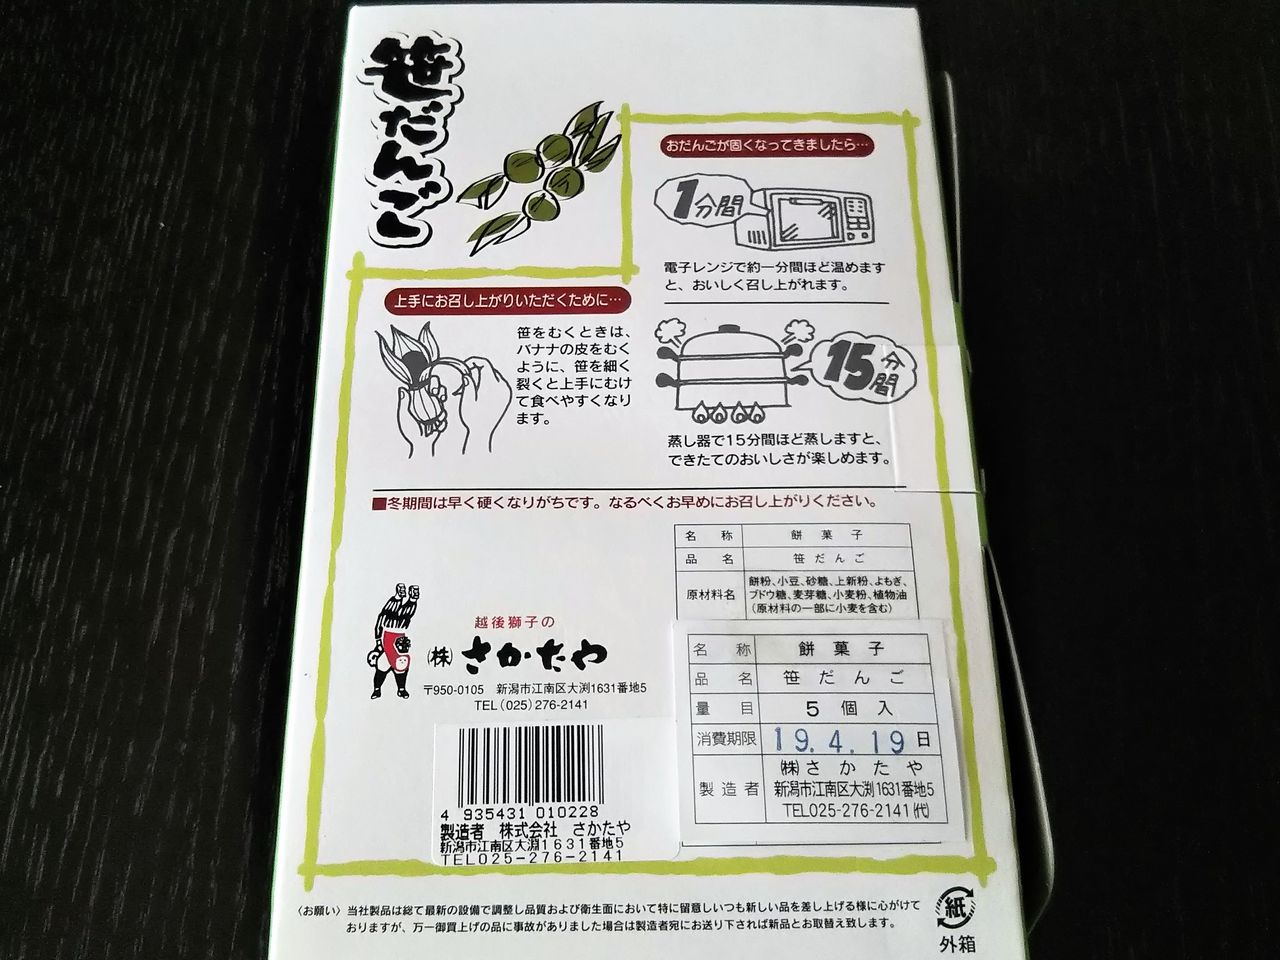 笹だんご
おだんごが固くなってきましたら…
1分間
電子レンジで約一分間ほど温めます
と、おいしく召し上がれます。
上手にお召し上がりいただくために…
笹をむくときは、
バナナの皮をむく
ように、笹を細く
裂くと上手にむけ
て食べやすくなり
ます。
15分間
蒸し器で15分間ほど蒸しますと、
できたてのおいしさが楽しめます。
■冬期間は早く硬くなりがちです。なるべくお早めにお召し上がりください。
名称 餅菓子
品名 笹だんご
原材料名 餅粉、小豆、砂糖、上新粉、よもぎ、
ブドウ糖、麦芽糖、小麦粉、植物油
(原材料の一部に小麦を含む)
越後獅子の
㈱さかたや
〒950-0105 新潟市江南区大渕1631番地5
TEL(025)276-2141
名称 餅菓子
品名 笹だんご
量目 5個入
消費期限 19.4.19日
製造者 ㈱さかたや
新潟市江南区大渕1631番地5
TEL025-276-2141㈹
4 935431 010228
製造者 株式会社 さかたや
新潟市江南区大渕1631番地5
TEL025-276-2141
〈お願い〉当社製品は総て最新の設備で調整し品質および衛生面において特に留意しいつも新しい品を差し上げる様に心がけて
おりますが、万一御買上げの品に事故がありました場合は製造者宛にお送り下されば新品とお取替え致します。
紙
外箱